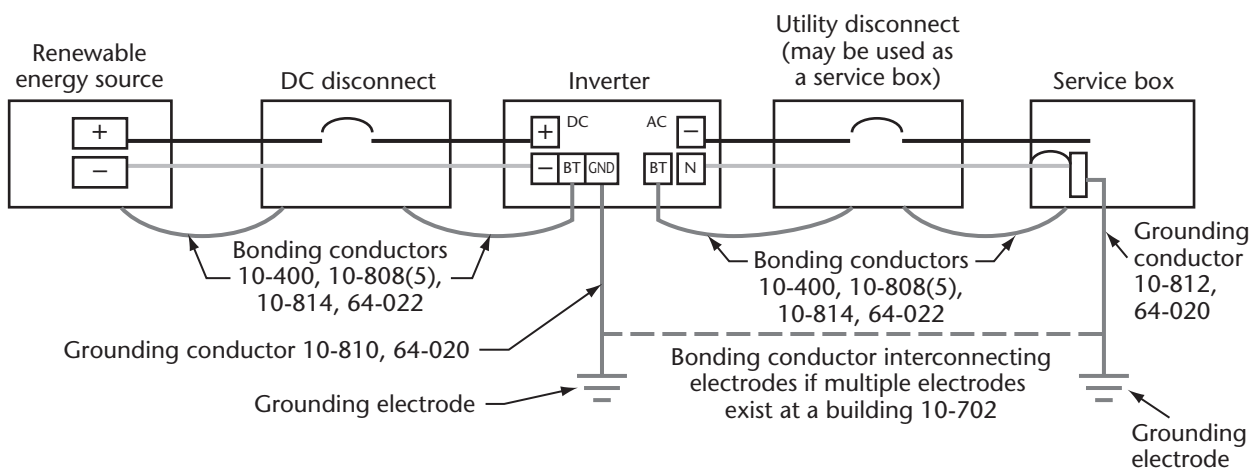 Utility disconnect
(may be used as
a service box)
Renewable
energy source
DC disconnect
Inverter
Service box
+
−
+
DC
−
BT
GND
AC
−
BT
N
Bonding conductors
10-400, 10-808(5),
10-814, 64-022
Bonding conductors
10-400, 10-808(5),
10-814, 64-022
Grounding
conductor
10-812,
64-020
Grounding conductor 10-810, 64-020
Grounding electrode
Bonding conductor interconnecting
electrodes if multiple electrodes
exist at a building 10-702
Grounding
electrode